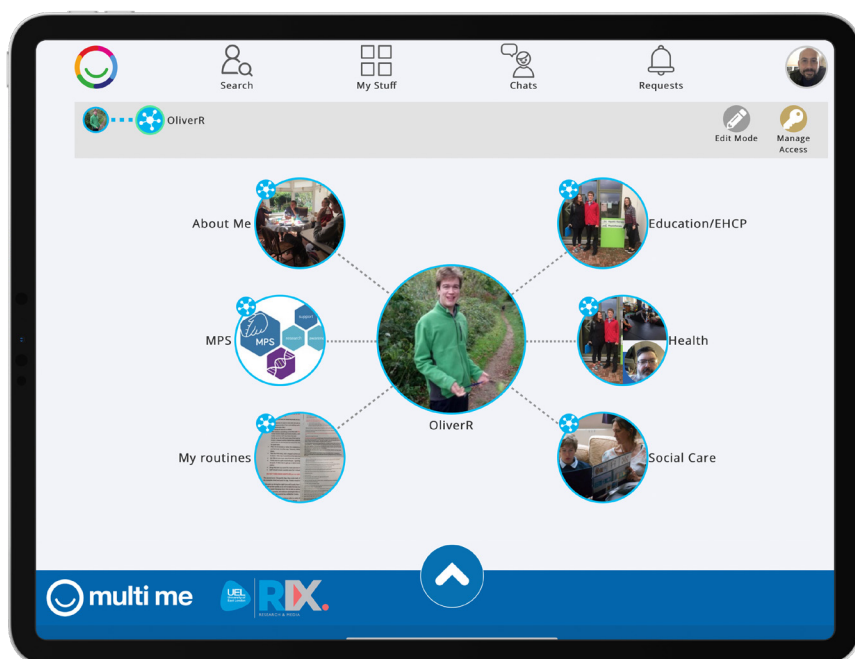 Search
My Stuff
Chats
Requests
OliverR
Edit Mode
Manage
Access
About Me
Education/EHCP
MPS
MPS
Health
OliverR
My routines
Social Care
multi me
UEL
RIX.
RESEARCH & MEDIA